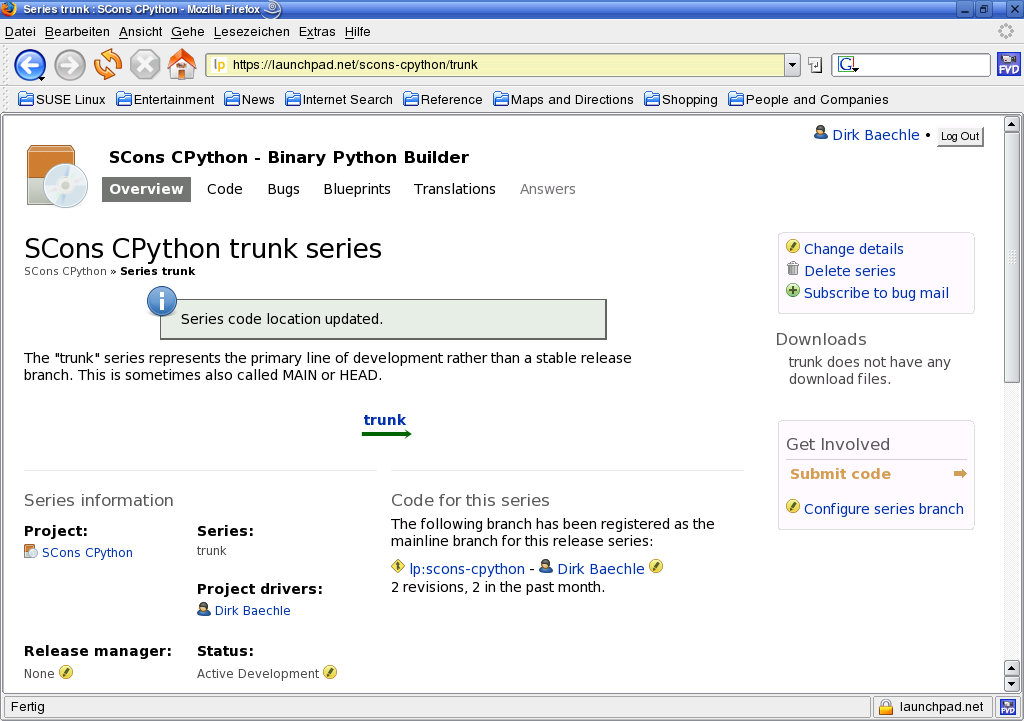 Series trunk : SCons CPython - Mozilla Firefox
Datei Bearbeiten Ansicht Gehe Lesezeichen Extras Hilfe
lp https://launchpad.net/scons-cpython/trunk G FVD
SUSE Linux Entertainment News Internet Search Reference Maps and Directions Shopping People and Companies
Dirk Baechle • Log Out
SCons CPython - Binary Python Builder
Overview Code Bugs Blueprints Translations Answers
SCons CPython trunk series
SCons CPython » Series trunk
i Series code location updated.
The "trunk" series represents the primary line of development rather than a stable release
branch. This is sometimes also called MAIN or HEAD.
trunk
Series information
Project:
SCons CPython
Series:
trunk
Project drivers:
Dirk Baechle
Release manager:
None
Status:
Active Development
Code for this series
The following branch has been registered as the
mainline branch for this release series:
lp:scons-cpython - Dirk Baechle
2 revisions, 2 in the past month.
Change details
Delete series
Subscribe to bug mail
Downloads
trunk does not have any
download files.
Get Involved
Submit code
Configure series branch
Fertig launchpad.net FVD